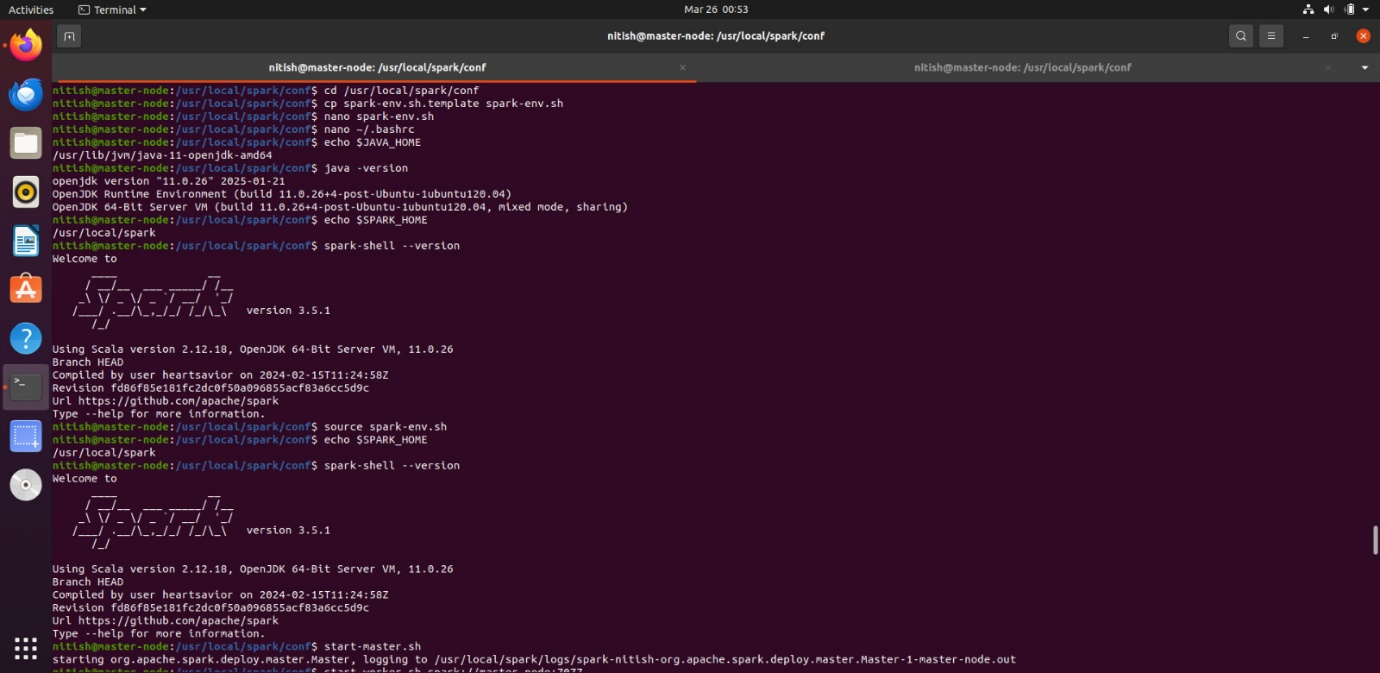 Activities
Terminal
Mar 26 00:53
nitish@master-node: /usr/local/spark/conf
nitish@master-node: /usr/local/spark/conf
nitish@master-node: /usr/local/spark/conf
nitish@master-node:/usr/local/spark/conf$ cd /usr/local/spark/conf
nitish@master-node:/usr/local/spark/conf$ cp spark-env.sh.template spark-env.sh
nitish@master-node:/usr/local/spark/conf$ nano spark-env.sh
nitish@master-node:/usr/local/spark/conf$ nano ~/.bashrc
nitish@master-node:/usr/local/spark/conf$ echo $JAVA_HOME
/usr/lib/jvm/java-11-openjdk-amd64
nitish@master-node:/usr/local/spark/conf$ java -version
openjdk version "11.0.26" 2025-01-21
OpenJDK Runtime Environment (build 11.0.26+4-post-Ubuntu-1ubuntu120.04)
OpenJDK 64-Bit Server VM (build 11.0.26+4-post-Ubuntu-1ubuntu120.04, mixed mode, sharing)
nitish@master-node:/usr/local/spark/conf$ echo $SPARK_HOME
/usr/local/spark
nitish@master-node:/usr/local/spark/conf$ spark-shell --version
Welcome to
Spark version 3.5.1
Using Scala version 2.12.18, OpenJDK 64-Bit Server VM, 11.0.26
Branch HEAD
Compiled by user heartsavior on 2024-02-15T11:24:58Z
Revision fd86f85e181fc2dc0f50a096855acf83a6cc5d9c
Url https://github.com/apache/spark
Type --help for more information.
nitish@master-node:/usr/local/spark/conf$ source spark-env.sh
nitish@master-node:/usr/local/spark/conf$ echo $SPARK_HOME
/usr/local/spark
nitish@master-node:/usr/local/spark/conf$ spark-shell --version
Welcome to
Spark version 3.5.1
Using Scala version 2.12.18, OpenJDK 64-Bit Server VM, 11.0.26
Branch HEAD
Compiled by user heartsavior on 2024-02-15T11:24:58Z
Revision fd86f85e181fc2dc0f50a096855acf83a6cc5d9c
Url https://github.com/apache/spark
Type --help for more information.
nitish@master-node:/usr/local/spark/conf$ start-master.sh
starting org.apache.spark.deploy.master.Master, logging to /usr/local/spark/logs/spark-nitish-org.apache.spark.deploy.master.Master-1-master-node.out
nitish@master-node:/usr/local/spark/conf$ start-worker.sh spark://master-node:7077